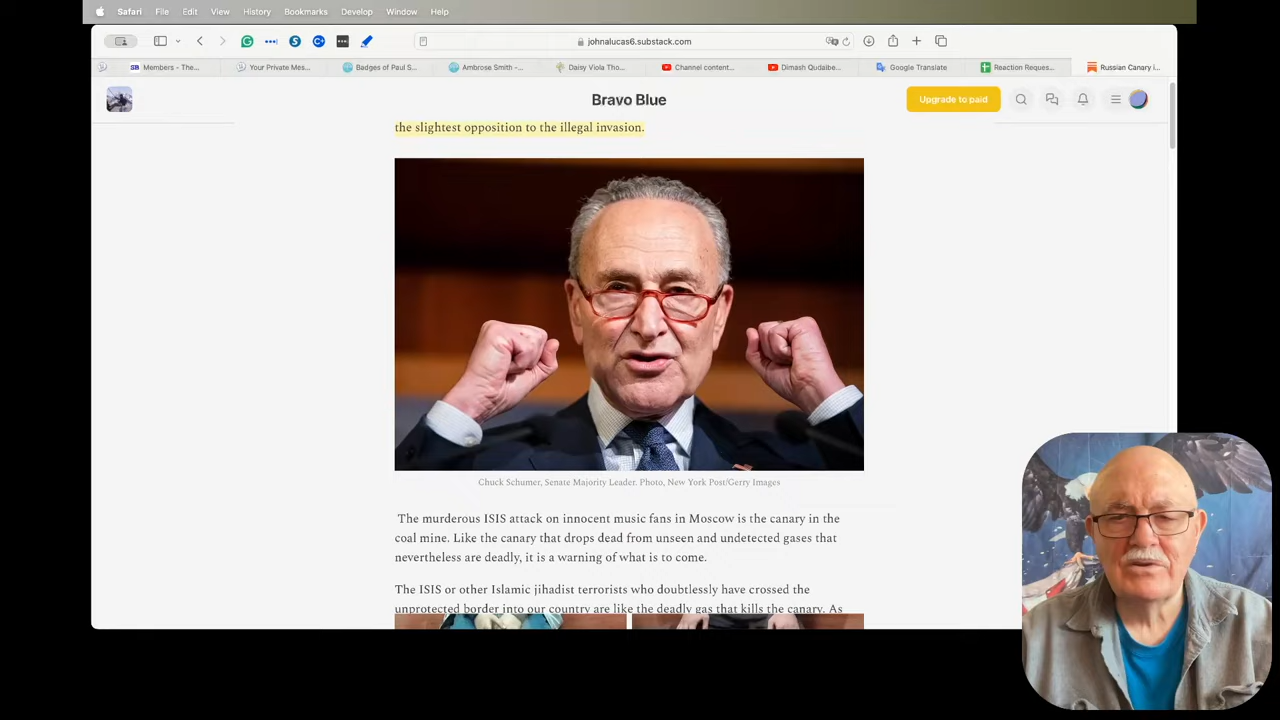 Safari File Edit View History Bookmarks Develop Window Help
johnalucas6.substack.com
Members - The... Your Private Mes... Badges of Paul S... Ambrose Smith -... Daisy Viola Tho... Channel content... Dimash Qudaibe... Google Translate Reaction Reques... Russian Canary i...
Bravo Blue
Upgrade to paid
the slightest opposition to the illegal invasion.
Chuck Schumer, Senate Majority Leader. Photo, New York Post/Gerry Images
The murderous ISIS attack on innocent music fans in Moscow is the canary in the
coal mine. Like the canary that drops dead from unseen and undetected gases that
nevertheless are deadly, it is a warning of what is to come.
The ISIS or other Islamic jihadist terrorists who doubtlessly have crossed the
unprotected border into our country are like the deadly gas that kills the canary. As